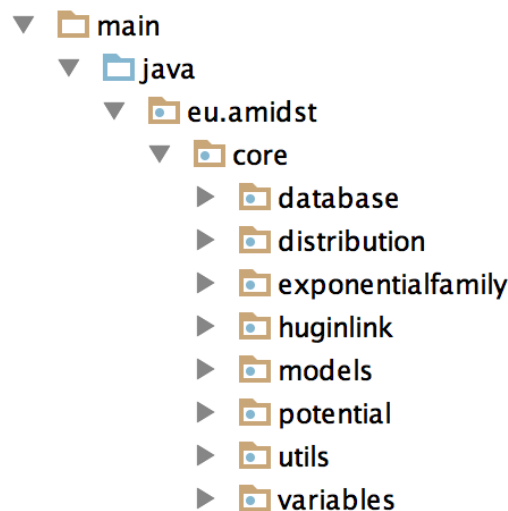 main
java
eu.amidst
core
database
distribution
exponentialfamily
huginlink
models
potential
utils
variables